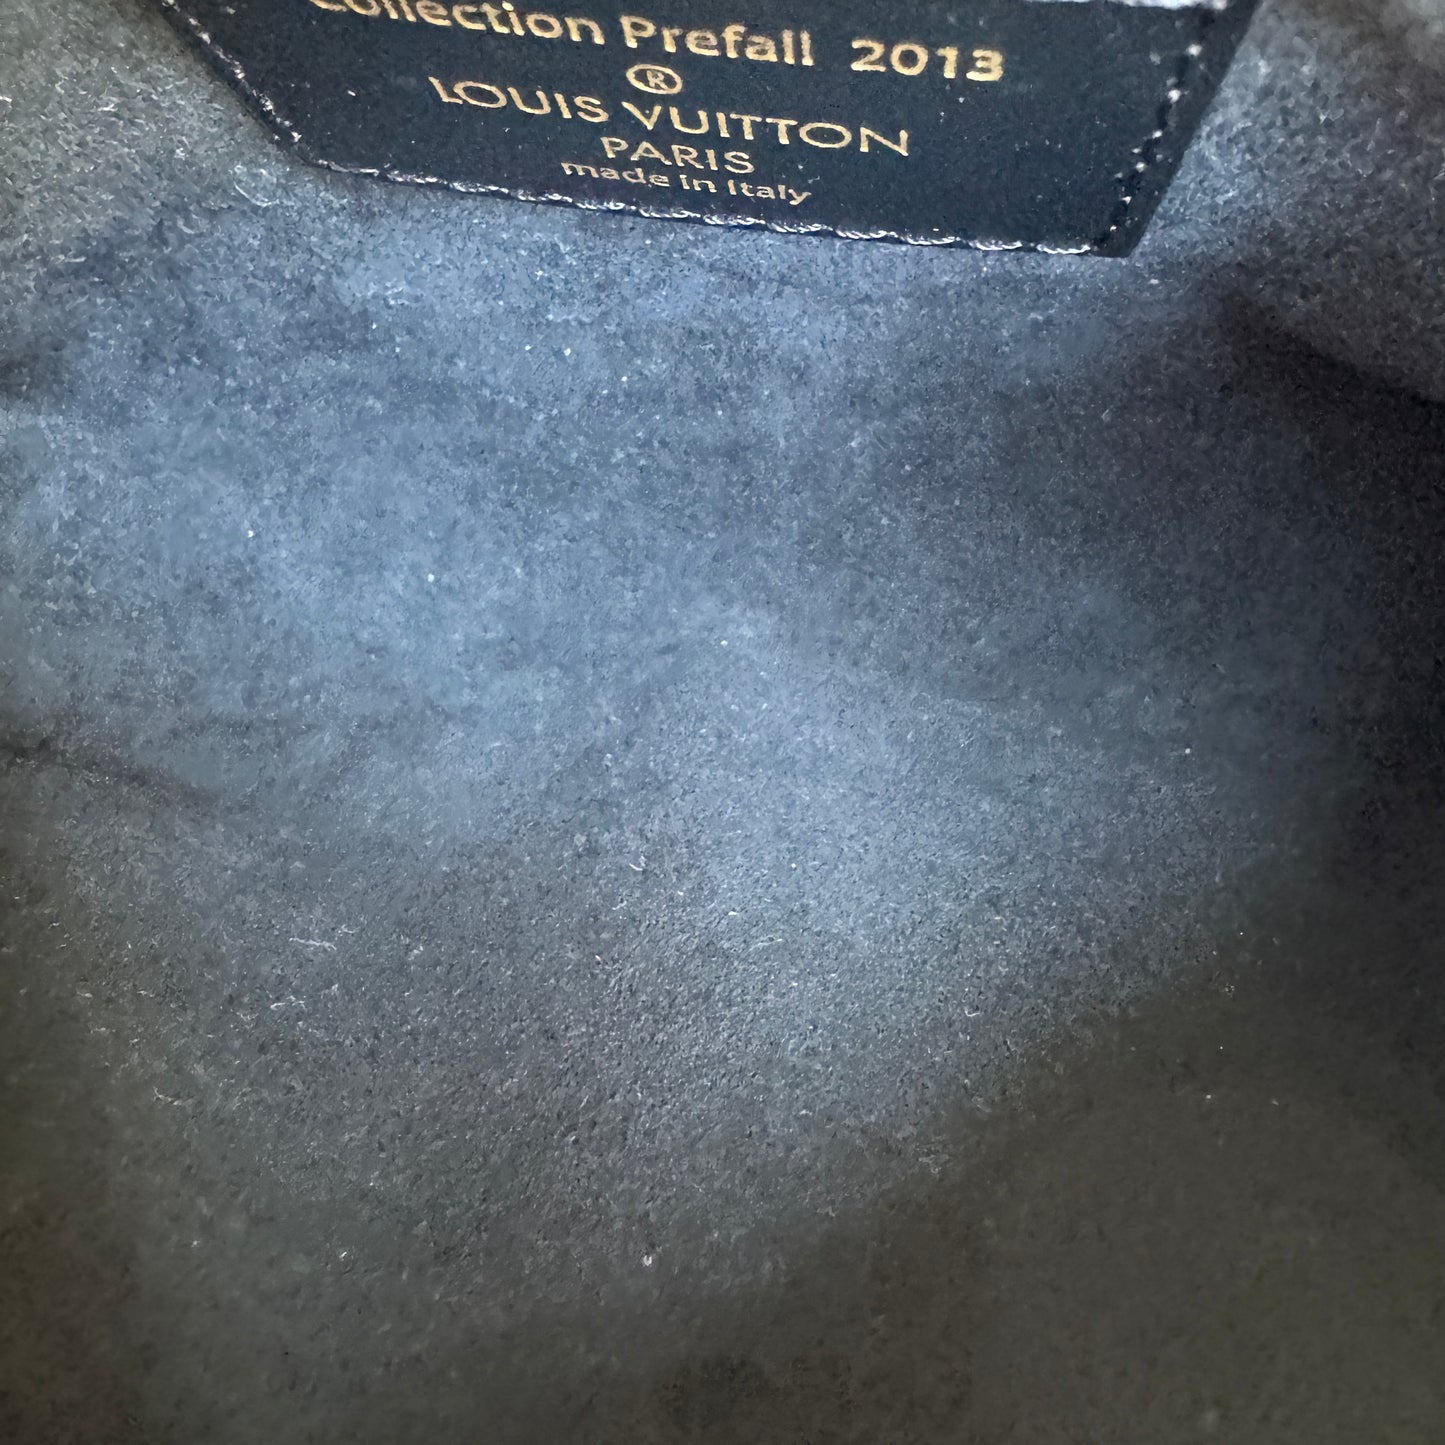 Collection Prefall 2013
®
LOUIS VUITTON
PARIS
made in Italy